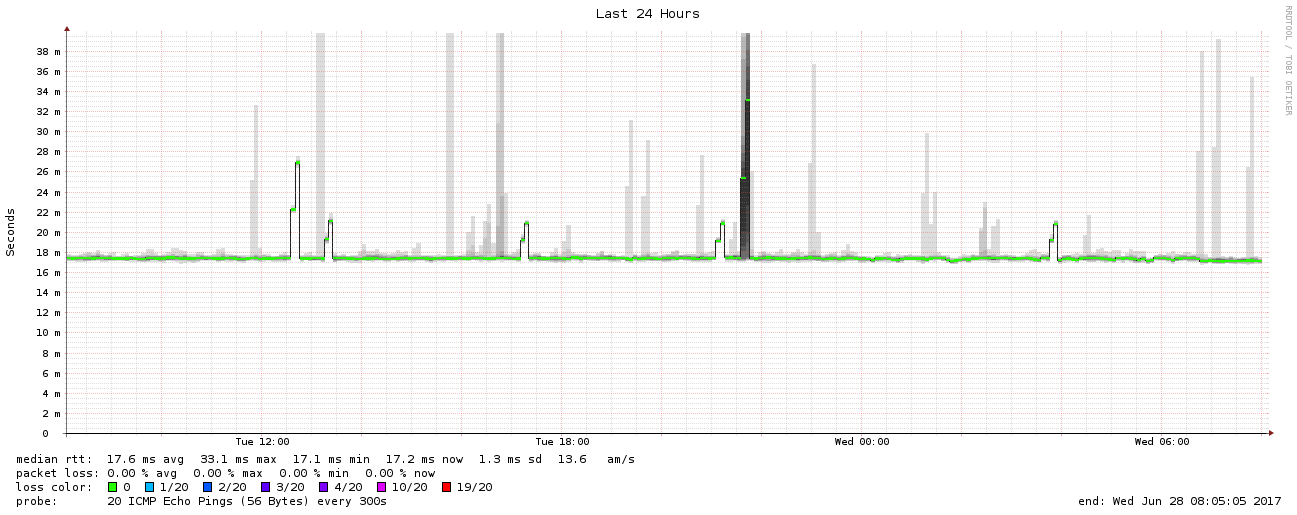 Last 24 Hours
RRDTOOL / TOBI OETIKER
Seconds
38 m
36 m
34 m
32 m
30 m
28 m
26 m
24 m
22 m
20 m
18 m
16 m
14 m
12 m
10 m
8 m
6 m
4 m
2 m
0
Tue 12:00 Tue 18:00 Wed 00:00 Wed 06:00
median rtt: 17.6 ms avg 33.1 ms max 17.1 ms min 17.2 ms now 1.3 ms sd 13.6 am/s
packet loss: 0.00 % avg 0.00 % max 0.00 % min 0.00 % now
loss color: 0 1/20 2/20 3/20 4/20 10/20 19/20
probe: 20 ICMP Echo Pings (56 Bytes) every 300s end: Wed Jun 28 08:05:05 2017